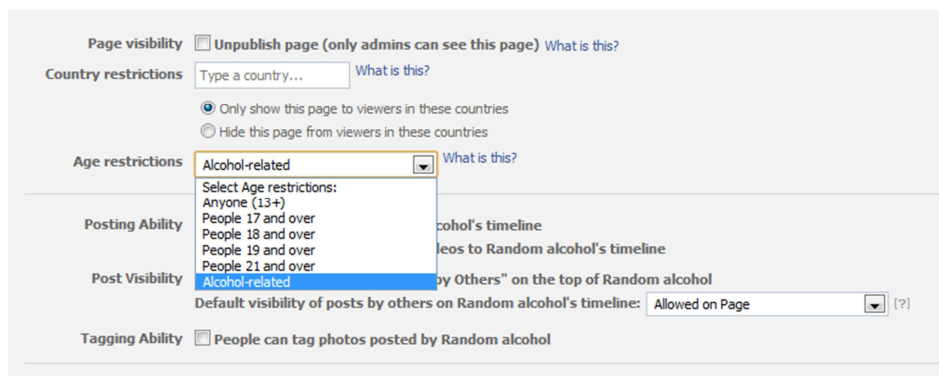 Page visibility Unpublish page (only admins can see this page) What is this?
Country restrictions Type a country... What is this?
Only show this page to viewers in these countries
Hide this page from viewers in these countries
Age restrictions Alcohol-related What is this?
Select Age restrictions:
Anyone (13+)
People 17 and over
Posting Ability People 18 and over cohol's timeline
People 19 and over leos to Random alcohol's timeline
People 21 and over
Post Visibility Alcohol-related by Others" on the top of Random alcohol
Default visibility of posts by others on Random alcohol's timeline: Allowed on Page [?]
Tagging Ability People can tag photos posted by Random alcohol